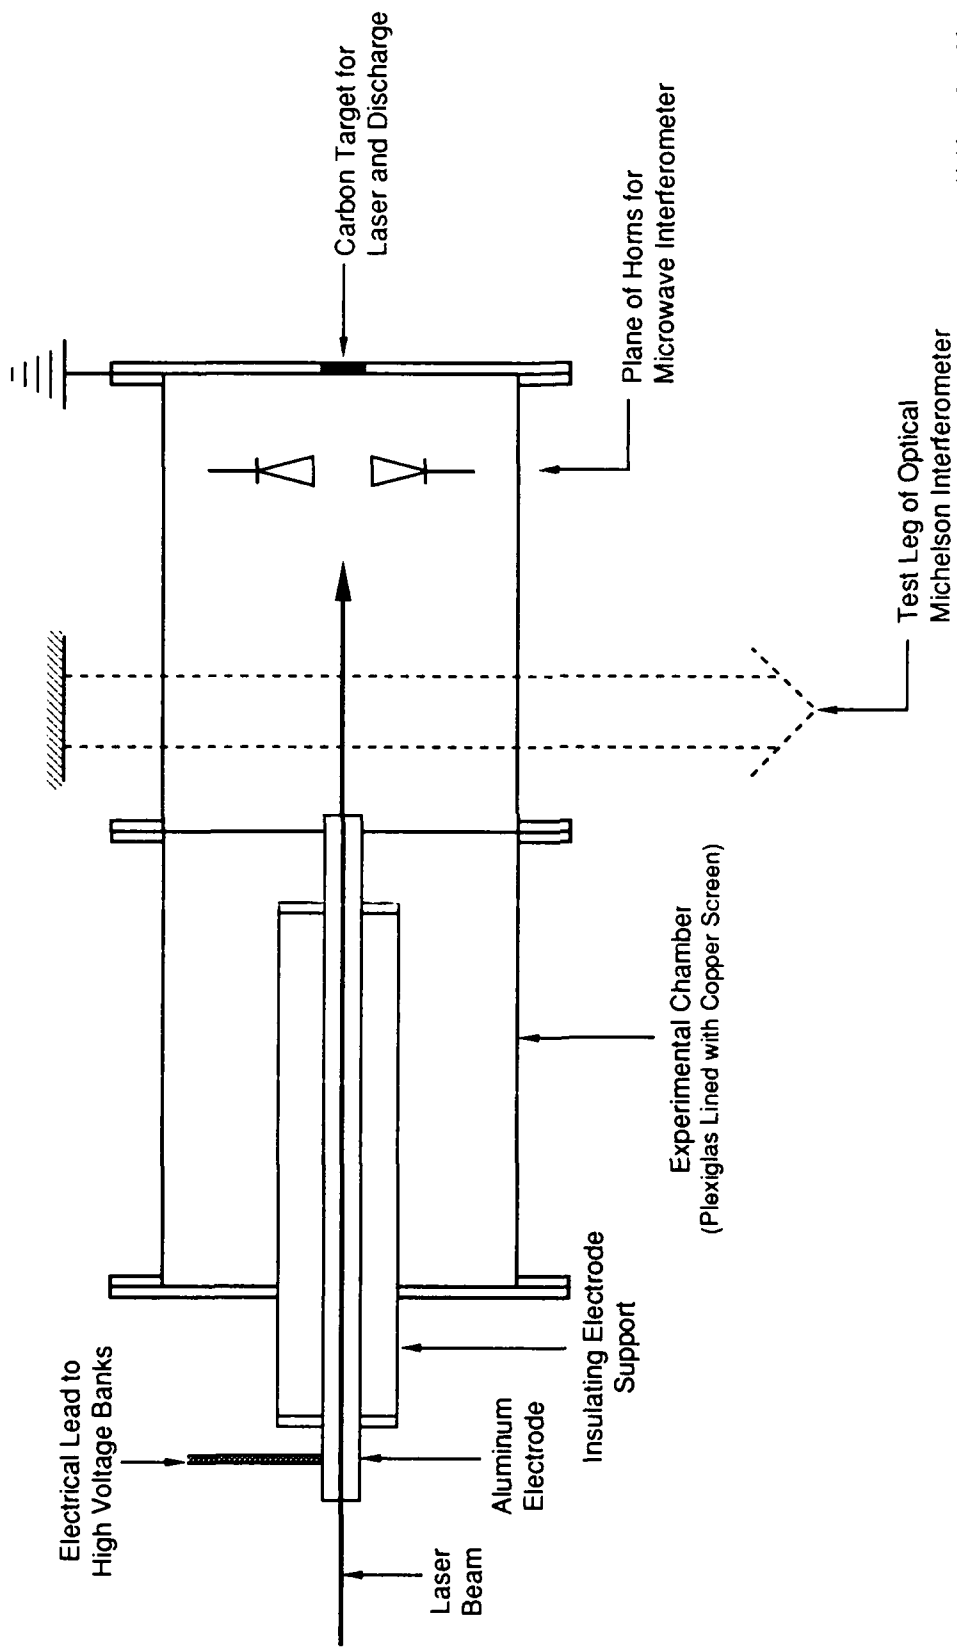 Electrical Lead to
High Voltage Banks
Laser
Beam
Aluminum
Electrode
Insulating Electrode
Support
Experimental Chamber
(Plexiglas Lined with Copper Screen)
Test Leg of Optical
Michelson Interferometer
Plane of Horns for
Microwave Interferometer
Carbon Target for
Laser and Discharge